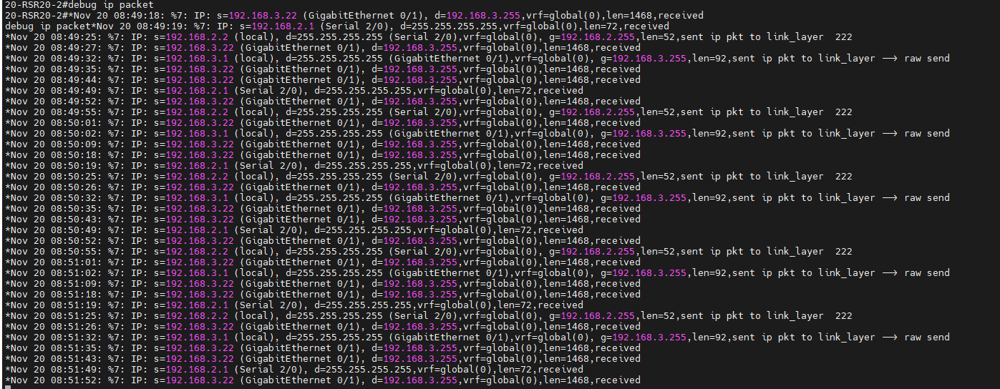 20-RSR20-2#debug ip packet
20-RSR20-2#*Nov 20 08:49:18: %7: IP: s=192.168.3.22 (GigabitEthernet 0/1), d=192.168.3.255,vrf=global(0),len=1468,received
debug ip packet*Nov 20 08:49:19: %7: IP: s=192.168.2.1 (Serial 2/0), d=255.255.255.255,vrf=global(0),len=72,received
*Nov 20 08:49:25: %7: IP: s=192.168.2.2 (local), d=255.255.255.255 (Serial 2/0),vrf=global(0), g=192.168.2.255,len=52,sent ip pkt to link_layer  222
*Nov 20 08:49:27: %7: IP: s=192.168.3.22 (GigabitEthernet 0/1), d=192.168.3.255,vrf=global(0),len=1468,received
*Nov 20 08:49:32: %7: IP: s=192.168.3.1 (local), d=255.255.255.255 (GigabitEthernet 0/1),vrf=global(0), g=192.168.3.255,len=92,sent ip pkt to link_layer ––> raw send
*Nov 20 08:49:35: %7: IP: s=192.168.3.22 (GigabitEthernet 0/1), d=192.168.3.255,vrf=global(0),len=1468,received
*Nov 20 08:49:44: %7: IP: s=192.168.3.22 (GigabitEthernet 0/1), d=192.168.3.255,vrf=global(0),len=1468,received
*Nov 20 08:49:49: %7: IP: s=192.168.2.1 (Serial 2/0), d=255.255.255.255,vrf=global(0),len=72,received
*Nov 20 08:49:52: %7: IP: s=192.168.3.22 (GigabitEthernet 0/1), d=192.168.3.255,vrf=global(0),len=1468,received
*Nov 20 08:49:55: %7: IP: s=192.168.2.2 (local), d=255.255.255.255 (Serial 2/0),vrf=global(0), g=192.168.2.255,len=52,sent ip pkt to link_layer  222
*Nov 20 08:50:01: %7: IP: s=192.168.3.22 (GigabitEthernet 0/1), d=192.168.3.255,vrf=global(0),len=1468,received
*Nov 20 08:50:02: %7: IP: s=192.168.3.1 (local), d=255.255.255.255 (GigabitEthernet 0/1),vrf=global(0), g=192.168.3.255,len=92,sent ip pkt to link_layer ––> raw send
*Nov 20 08:50:09: %7: IP: s=192.168.3.22 (GigabitEthernet 0/1), d=192.168.3.255,vrf=global(0),len=1468,received
*Nov 20 08:50:18: %7: IP: s=192.168.3.22 (GigabitEthernet 0/1), d=192.168.3.255,vrf=global(0),len=1468,received
*Nov 20 08:50:19: %7: IP: s=192.168.2.1 (Serial 2/0), d=255.255.255.255,vrf=global(0),len=72,received
*Nov 20 08:50:25: %7: IP: s=192.168.2.2 (local), d=255.255.255.255 (Serial 2/0),vrf=global(0), g=192.168.2.255,len=52,sent ip pkt to link_layer  222
*Nov 20 08:50:26: %7: IP: s=192.168.3.22 (GigabitEthernet 0/1), d=192.168.3.255,vrf=global(0),len=1468,received
*Nov 20 08:50:32: %7: IP: s=192.168.3.1 (local), d=255.255.255.255 (GigabitEthernet 0/1),vrf=global(0), g=192.168.3.255,len=92,sent ip pkt to link_layer ––> raw send
*Nov 20 08:50:35: %7: IP: s=192.168.3.22 (GigabitEthernet 0/1), d=192.168.3.255,vrf=global(0),len=1468,received
*Nov 20 08:50:43: %7: IP: s=192.168.3.22 (GigabitEthernet 0/1), d=192.168.3.255,vrf=global(0),len=1468,received
*Nov 20 08:50:49: %7: IP: s=192.168.2.1 (Serial 2/0), d=255.255.255.255,vrf=global(0),len=72,received
*Nov 20 08:50:52: %7: IP: s=192.168.3.22 (GigabitEthernet 0/1), d=192.168.3.255,vrf=global(0),len=1468,received
*Nov 20 08:50:55: %7: IP: s=192.168.2.2 (local), d=255.255.255.255 (Serial 2/0),vrf=global(0), g=192.168.2.255,len=52,sent ip pkt to link_layer  222
*Nov 20 08:51:01: %7: IP: s=192.168.3.22 (GigabitEthernet 0/1), d=192.168.3.255,vrf=global(0),len=1468,received
*Nov 20 08:51:02: %7: IP: s=192.168.3.1 (local), d=255.255.255.255 (GigabitEthernet 0/1),vrf=global(0), g=192.168.3.255,len=92,sent ip pkt to link_layer ––> raw send
*Nov 20 08:51:09: %7: IP: s=192.168.3.22 (GigabitEthernet 0/1), d=192.168.3.255,vrf=global(0),len=1468,received
*Nov 20 08:51:18: %7: IP: s=192.168.3.22 (GigabitEthernet 0/1), d=192.168.3.255,vrf=global(0),len=1468,received
*Nov 20 08:51:19: %7: IP: s=192.168.2.1 (Serial 2/0), d=255.255.255.255,vrf=global(0),len=72,received
*Nov 20 08:51:25: %7: IP: s=192.168.2.2 (local), d=255.255.255.255 (Serial 2/0),vrf=global(0), g=192.168.2.255,len=52,sent ip pkt to link_layer  222
*Nov 20 08:51:26: %7: IP: s=192.168.3.22 (GigabitEthernet 0/1), d=192.168.3.255,vrf=global(0),len=1468,received
*Nov 20 08:51:32: %7: IP: s=192.168.3.1 (local), d=255.255.255.255 (GigabitEthernet 0/1),vrf=global(0), g=192.168.3.255,len=92,sent ip pkt to link_layer ––> raw send
*Nov 20 08:51:35: %7: IP: s=192.168.3.22 (GigabitEthernet 0/1), d=192.168.3.255,vrf=global(0),len=1468,received
*Nov 20 08:51:43: %7: IP: s=192.168.3.22 (GigabitEthernet 0/1), d=192.168.3.255,vrf=global(0),len=1468,received
*Nov 20 08:51:49: %7: IP: s=192.168.2.1 (Serial 2/0), d=255.255.255.255,vrf=global(0),len=72,received
*Nov 20 08:51:52: %7: IP: s=192.168.3.22 (GigabitEthernet 0/1), d=192.168.3.255,vrf=global(0),len=1468,received